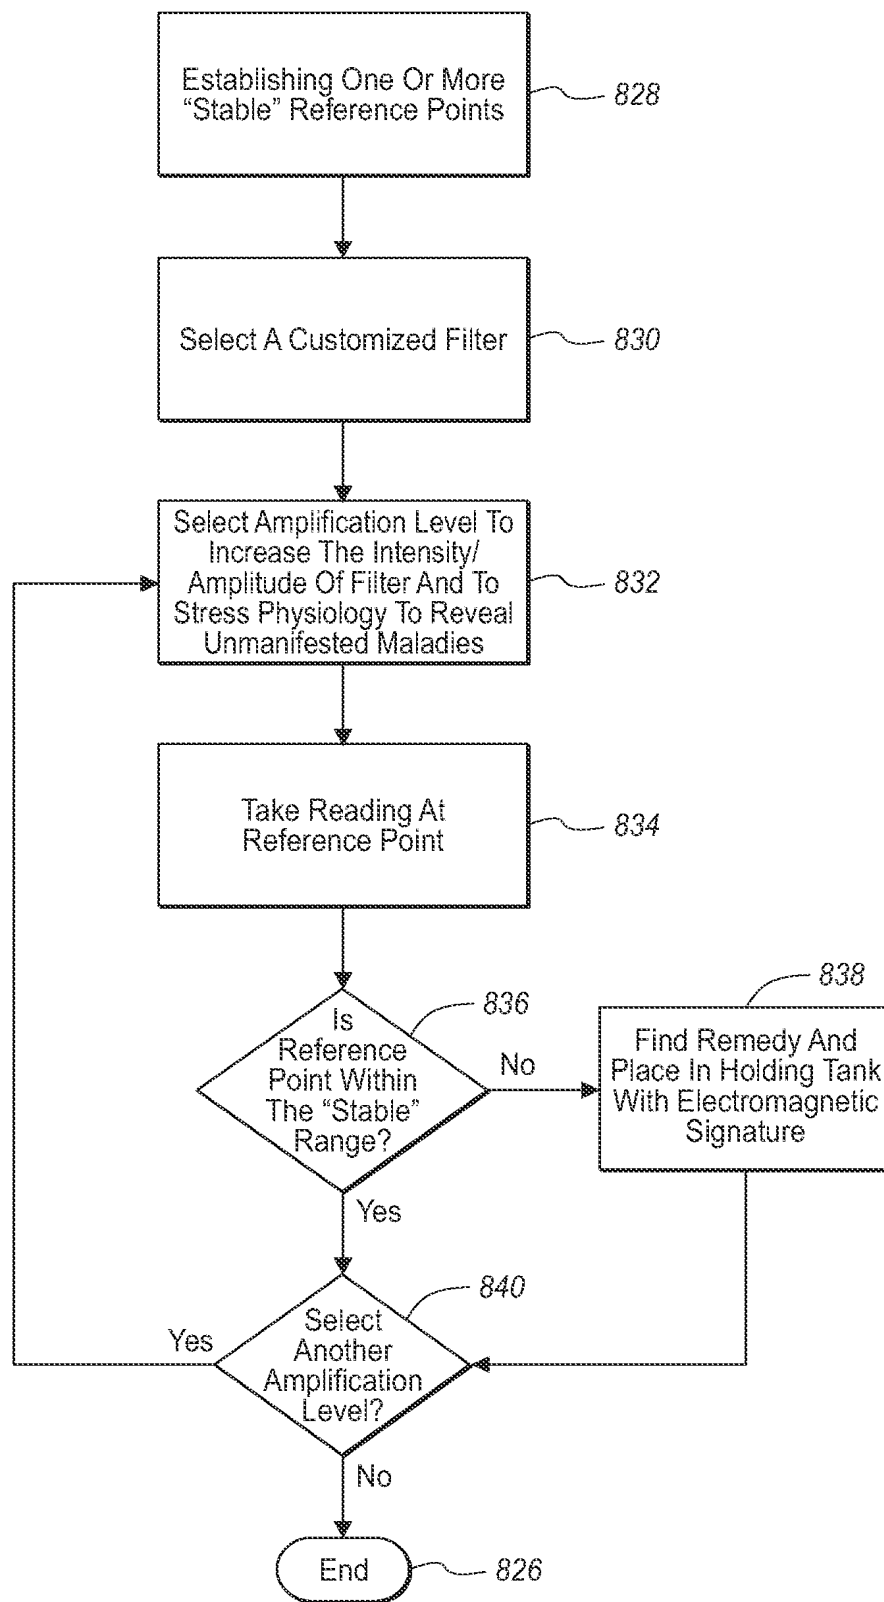 Establishing One Or More
“Stable” Reference Points
828
Select A Customized Filter
830
Select Amplification Level To
Increase The Intensity/
Amplitude Of Filter And To
Stress Physiology To Reveal
Unmanifested Maladies
832
Take Reading At
Reference Point
834
Is
Reference
Point Within
The “Stable”
Range?
836
No
Yes
838
Find Remedy And
Place In Holding Tank
With Electromagnetic
Signature
Select
Another
Amplification
Level?
840
Yes
No
End
826